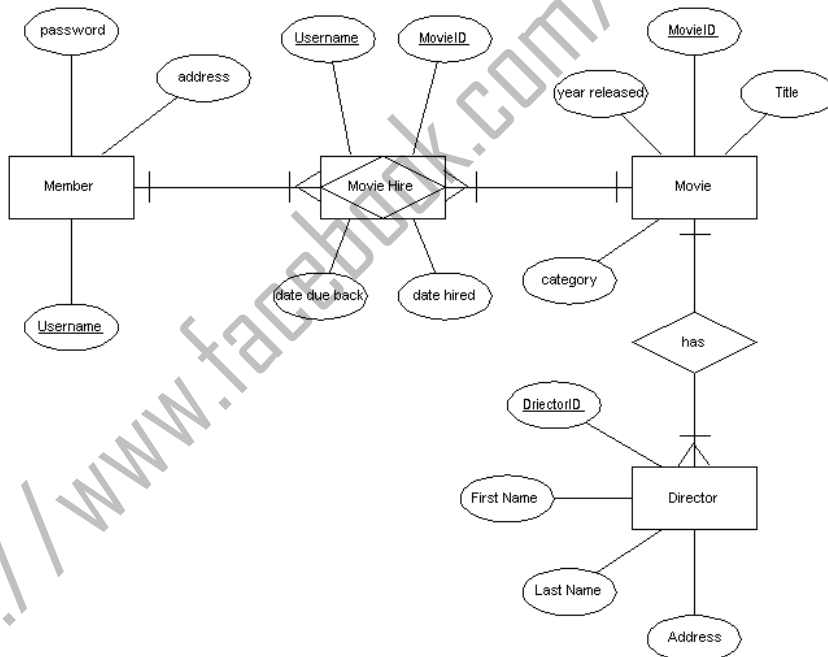 password
address
Username
MovieID
MovieID
year released
Title
Member
Movie Hire
Movie
date due back
date hired
category
Username
has
DriectorID
First Name
Director
Last Name
Address
://www.facebook.com/